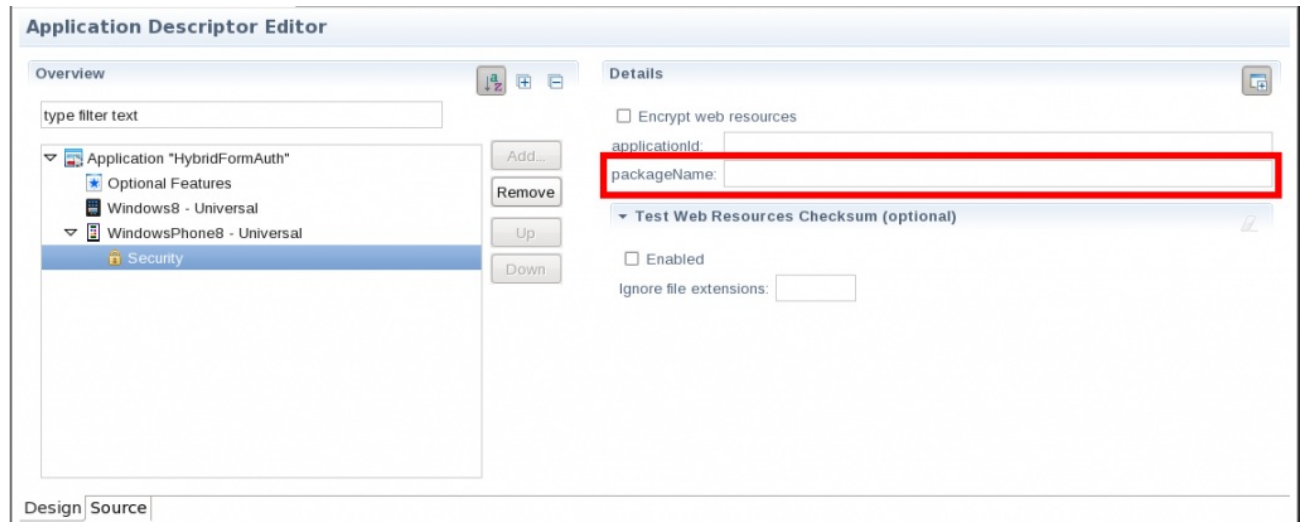 Application Descriptor Editor
Overview
type filter text
Application "HybridFormAuth"
Optional Features
Windows8 - Universal
WindowsPhone8 - Universal
Security
Add...
Remove
Up
Down
Details
Encrypt web resources
applicationId:
packageName:
Test Web Resources Checksum (optional)
Enabled
Ignore file extensions:
Design Source